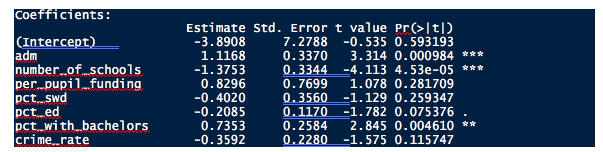 Coefficients:
Estimate Std. Error t value Pr(>|t|)
(Intercept) -3.8908 7.2788 -0.535 0.593193
adm 1.1168 0.3370 3.314 0.000984 ***
number_of_schools -1.3753 0.3344 -4.113 4.53e-05 ***
per_pupil_funding 0.8296 0.7699 1.078 0.281709
pct_swd -0.4020 0.3560 -1.129 0.259347
pct_ed -0.2085 0.1170 -1.782 0.075376 .
pct_with_bachelors 0.7353 0.2584 2.845 0.004610 **
crime_rate -0.3592 0.2280 -1.575 0.115747